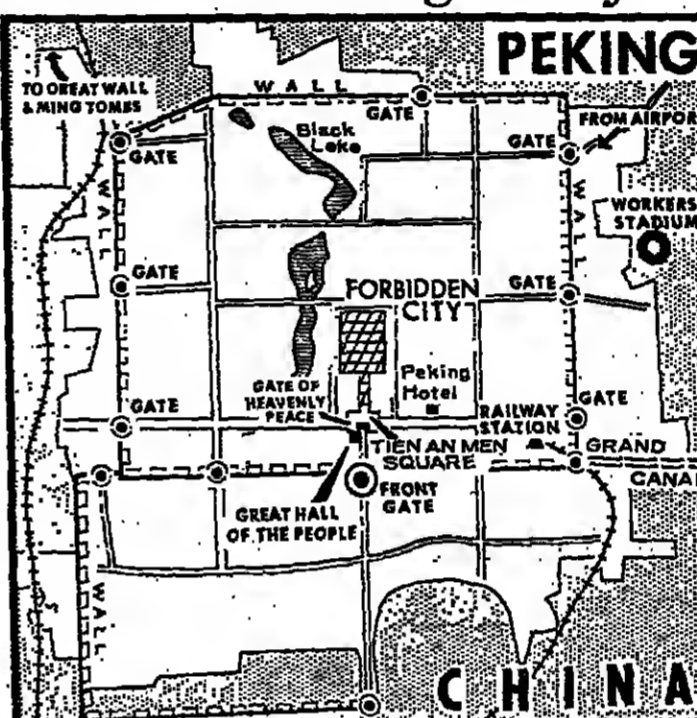 PEKING
TO GREAT WALL
& MING TOMBS
WALL
GATE
Black
Lake
GATE
FROM AIRPOR
GATE
WALL
WALL
WORKERS
STADIUM
GATE
FORBIDDEN
CITY
GATE
Peking
Hotel
GATE OF
HEAVENLY
PEACE
GATE
RAILWAY
STATION
GATE
TIEN AN MEN
SQUARE
GRAND
CANAL
FRONT
GATE
GREAT HALL
OF THE PEOPLE
WALL
CHINA